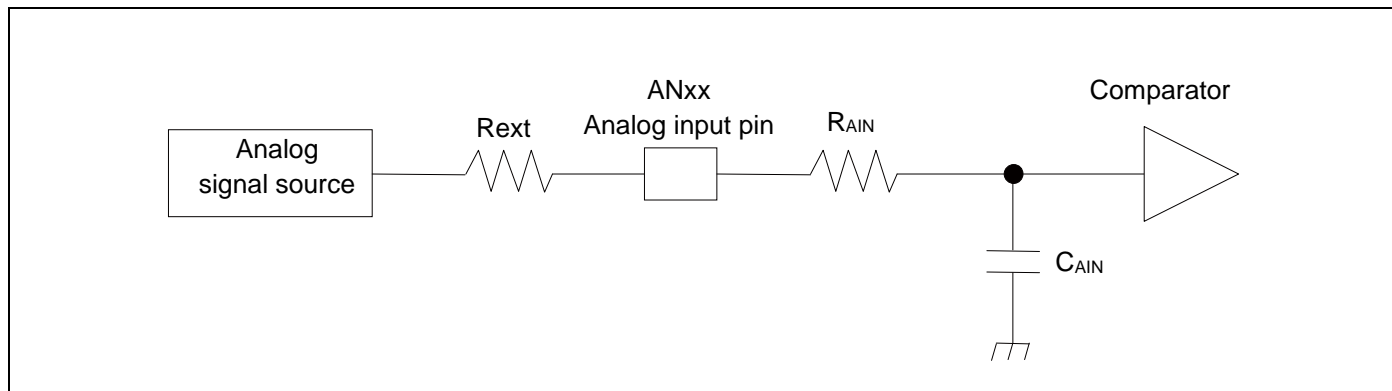 ANxx
Analog input pin
Comparator
Analog
signal source
Rext
RAIN
CAIN